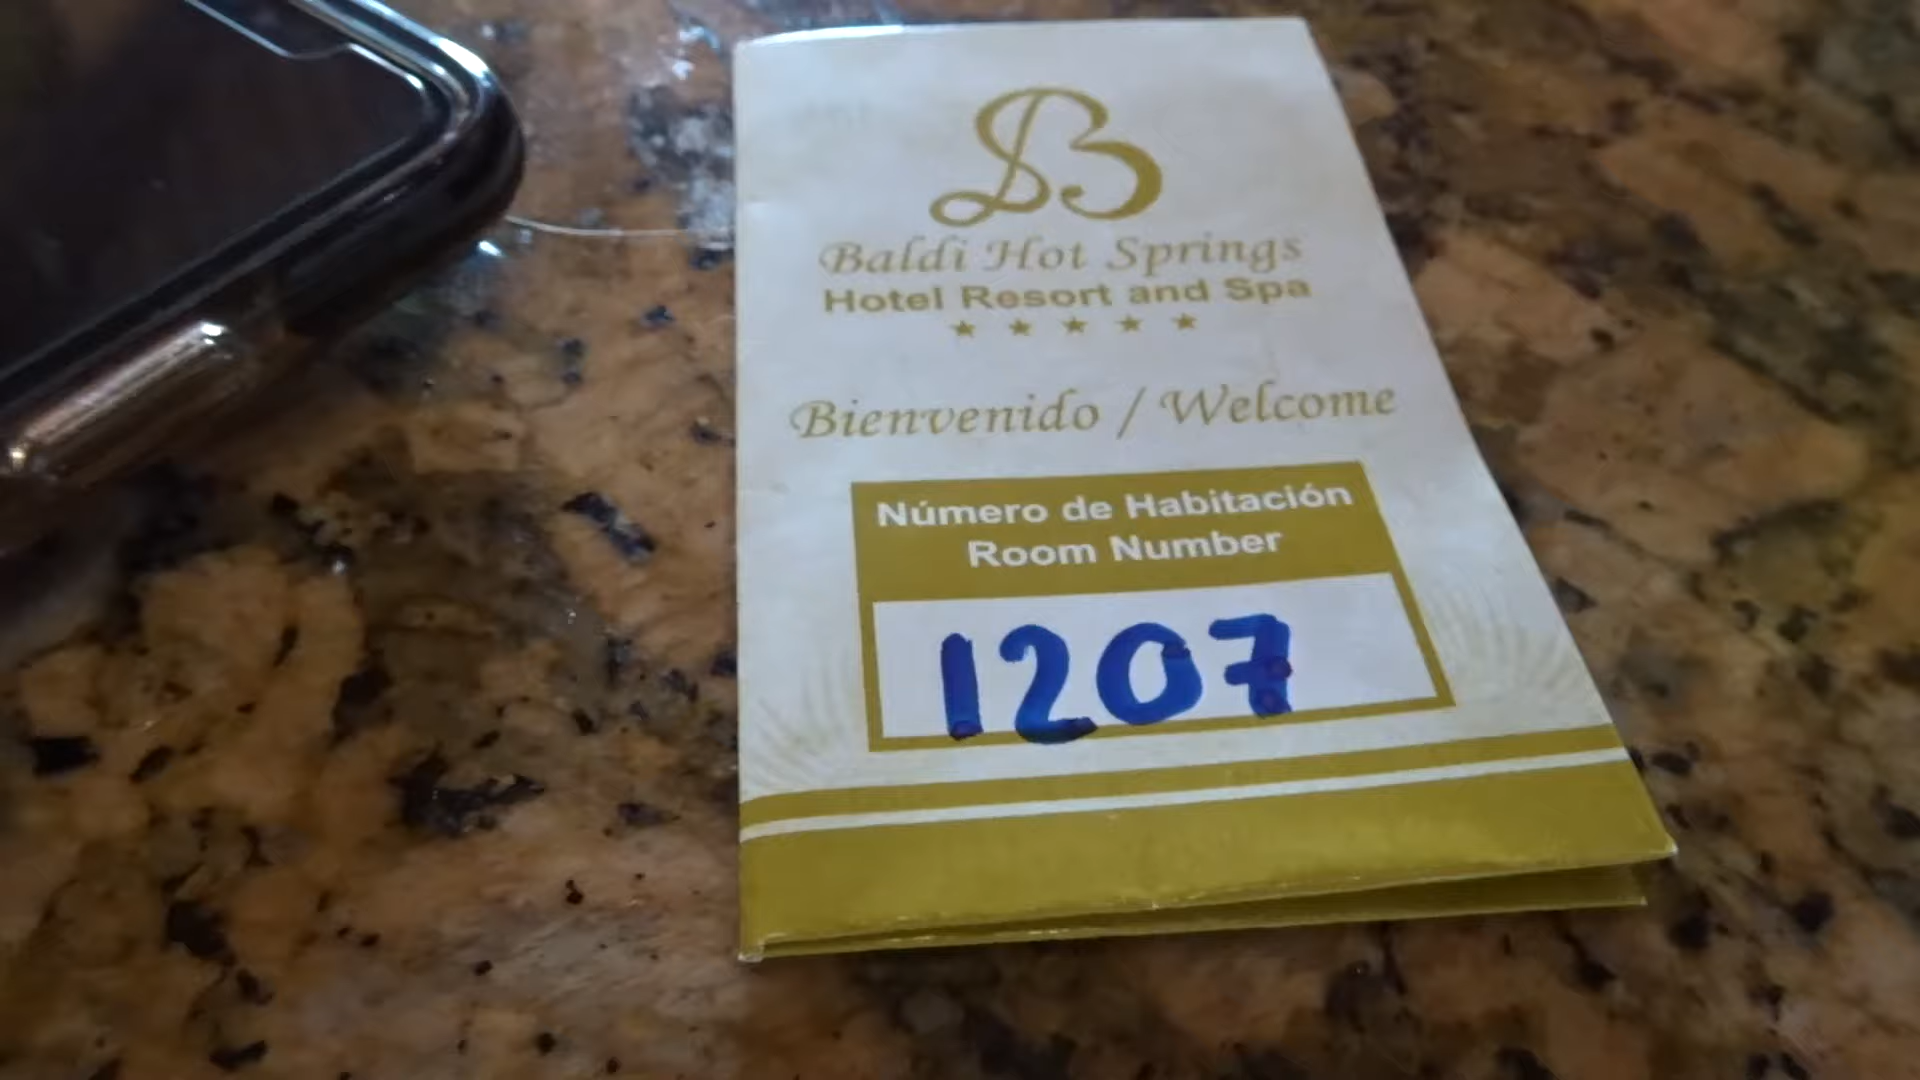 B
Baldi Hot Springs
Hotel Resort and Spa
Bienvenido / Welcome
Número de Habitación
Room Number
1207